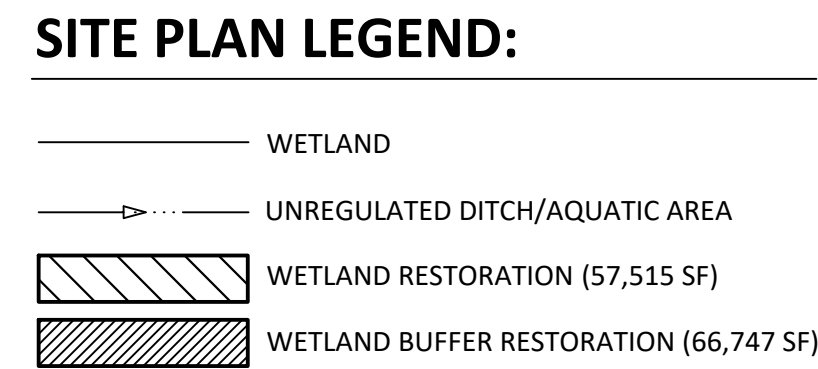 SITE PLAN LEGEND:
WETLAND
UNREGULATED DITCH/AQUATIC AREA
WETLAND RESTORATION (57,515 SF)
WETLAND BUFFER RESTORATION (66,747 SF)